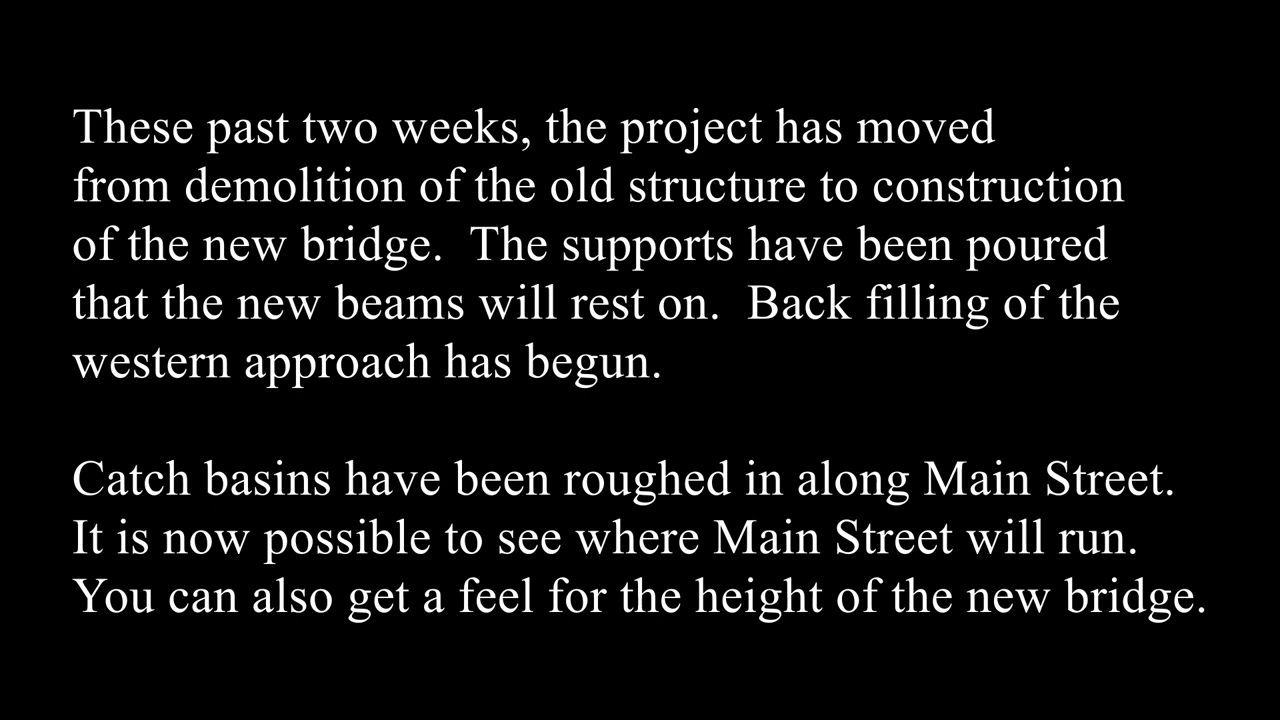 These past two weeks, the project has moved
from demolition of the old structure to construction
of the new bridge.  The supports have been poured
that the new beams will rest on.  Back filling of the
western approach has begun.
Catch basins have been roughed in along Main Street.
It is now possible to see where Main Street will run.
You can also get a feel for the height of the new bridge.